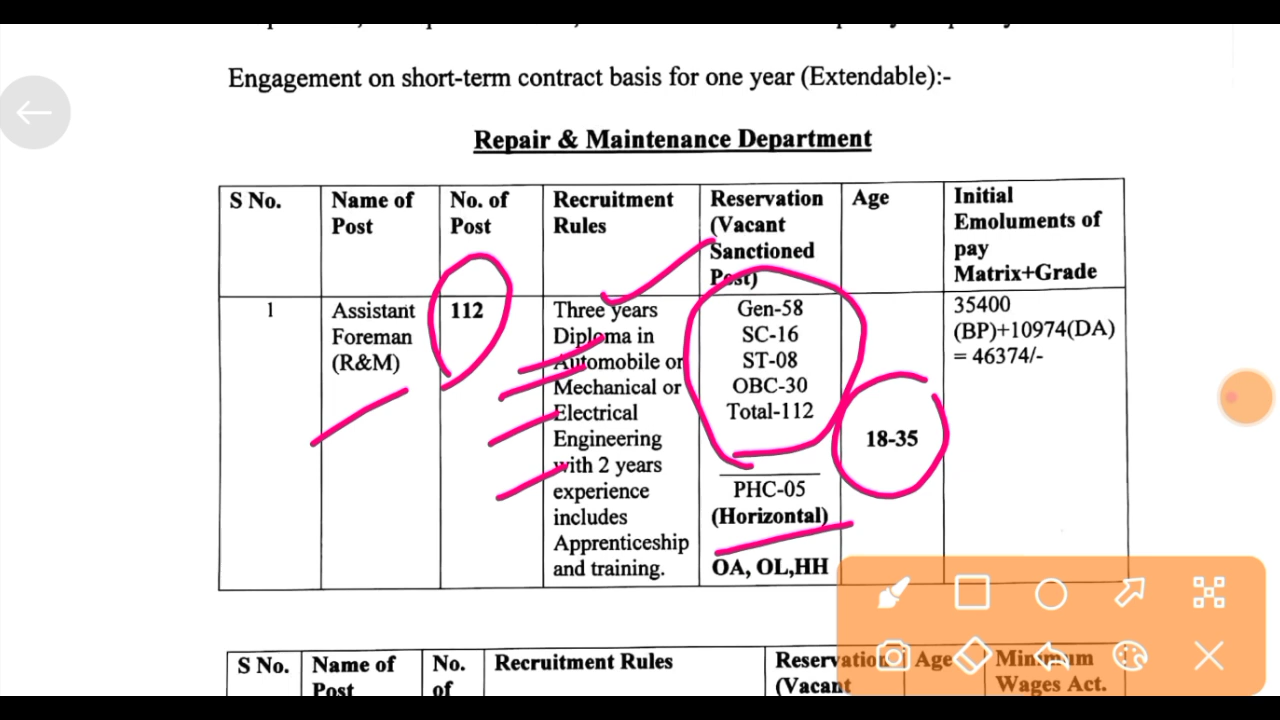 Engagement on short-term contract basis for one year (Extendable):-
Repair & Maintenance Department
S No.
Name of
Post
No. of
Post
Recruitment
Rules
Reservation
(Vacant
Sanctioned
Post)
Age
Initial
Emoluments of
pay
Matrix+Grade
1
Assistant
Foreman
(R&M)
112
Three years
Diploma in
Automobile or
Mechanical or
Electrical
Engineering
with 2 years
experience
includes
Apprenticeship
and training.
Gen-58
SC-16
ST-08
OBC-30
Total-112
PHC-05
(Horizontal)
OA, OL,HH
18-35
35400
(BP)+10974(DA)
= 46374/-
S No.
Name of
Post
No.
of
Recruitment Rules
Reservation
(Vacant
Age
Minimum
Wages Act.